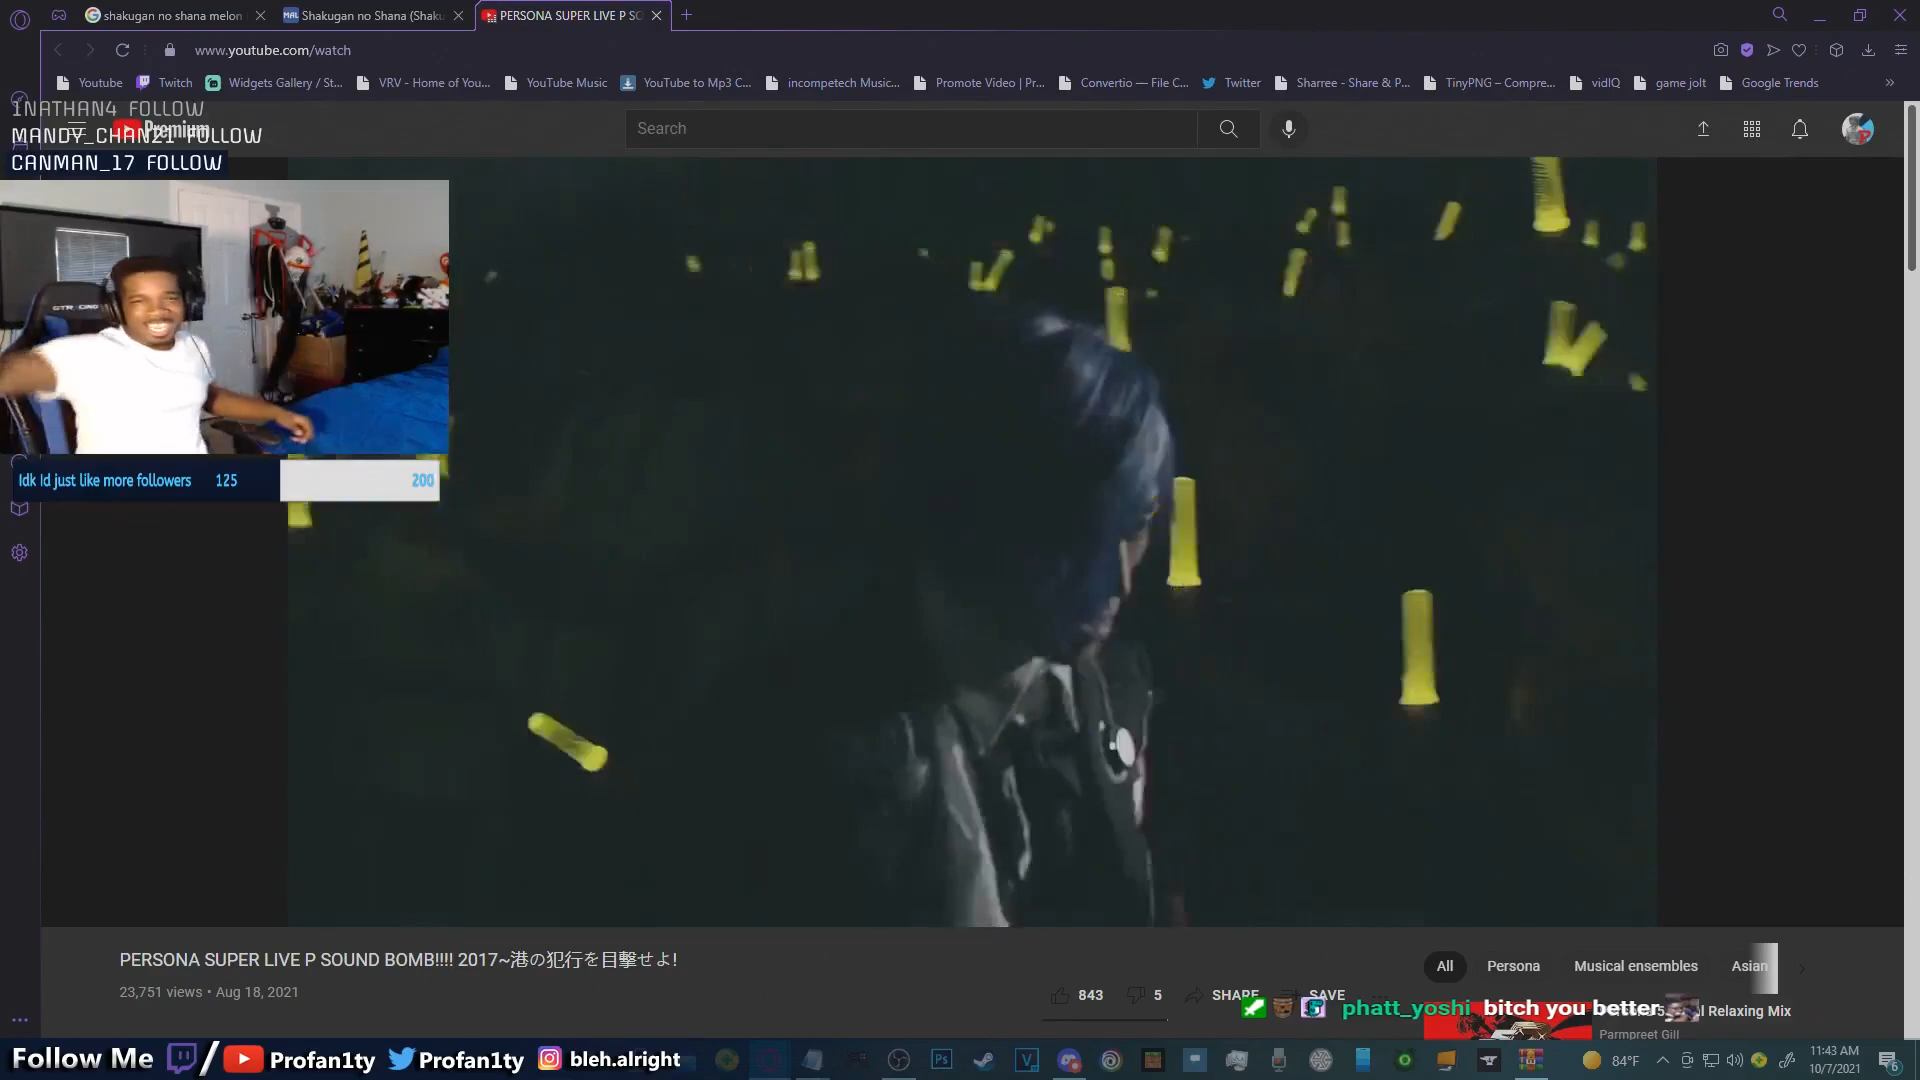 shakugan no shana melon
Shakugan no Shana (Shaku
PERSONA SUPER LIVE P SO
www.youtube.com/watch
Youtube
Twitch
Widgets Gallery / St...
VRV - Home of You...
YouTube Music
YouTube to Mp3 C...
incompetech Music...
Promote Video | Pr...
Convertio — File C...
Twitter
Sharree - Share & P...
TinyPNG – Compre...
vidIQ
game jolt
Google Trends
1NATHAN4 FOLLOW
MANDY_CHAN21 FOLLOW
CANMAN_17 FOLLOW
Premium
Search
GTRACING
Idk Id just like more followers 125 200
PERSONA SUPER LIVE P SOUND BOMB!!!! 2017~港の犯行を目撃せよ!
23,751 views • Aug 18, 2021
843
5
SHARE
SAVE
All
Persona
Musical ensembles
Asian
phatt_yoshi bitch you better
l Relaxing Mix
Parmpreet Gill
Follow Me / Profan1ty Profan1ty bleh.alright
84°F
11:43 AM
10/7/2021
6